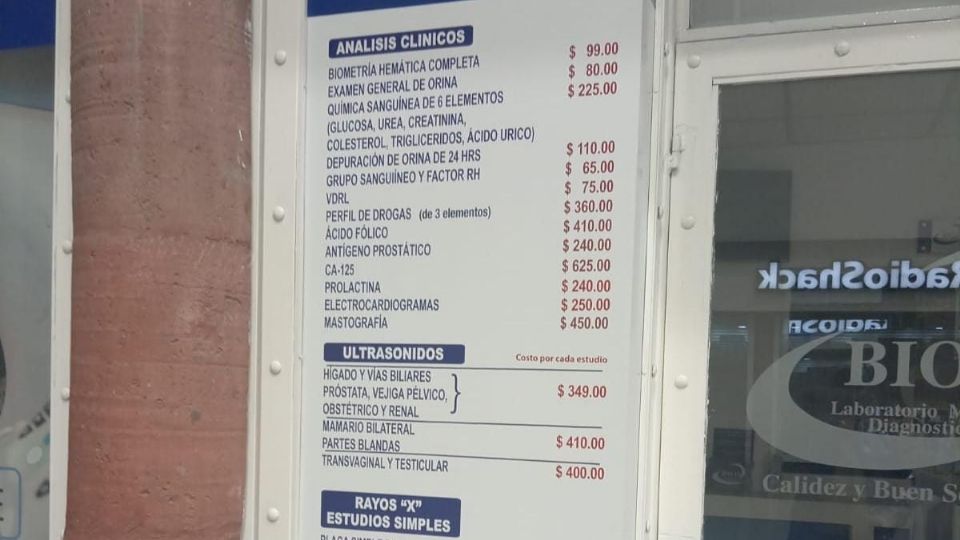 ANALISIS CLINICOS
BIOMETRÍA HEMÁTICA COMPLETA $ 99.00
EXAMEN GENERAL DE ORINA $ 80.00
QUÍMICA SANGUÍNEA DE 6 ELEMENTOS $ 225.00
(GLUCOSA, UREA, CREATININA,
COLESTEROL, TRIGLICERIDOS, ÁCIDO URICO)
DEPURACIÓN DE ORINA DE 24 HRS $ 110.00
GRUPO SANGUIÍNEO Y FACTOR RH $ 65.00
VDRL $ 75.00
PERFIL DE DROGAS (de 3 elementos) $ 360.00
ÁCIDO FÓLICO $ 410.00
ANTÍGENO PROSTÁTICO $ 240.00
CA-125 $ 625.00
PROLACTINA $ 240.00
ELECTROCARDIOGRAMAS $ 250.00
MASTOGRAFÍA $ 450.00
ULTRASONIDOS Costo por cada estudio
HÍGADO Y VÍAS BILIARES
PRÓSTATA, VEJIGA PÉLVICO, $ 349.00
OBSTÉTRICO Y RENAL
MAMARIO BILATERAL
PARTES BLANDAS $ 410.00
TRANSVAGINAL Y TESTICULAR $ 400.00
RAYOS "X"
ESTUDIOS SIMPLES
RadioShack
BIO
Laboratorio M
Diagnostic
Calidez y Buen S